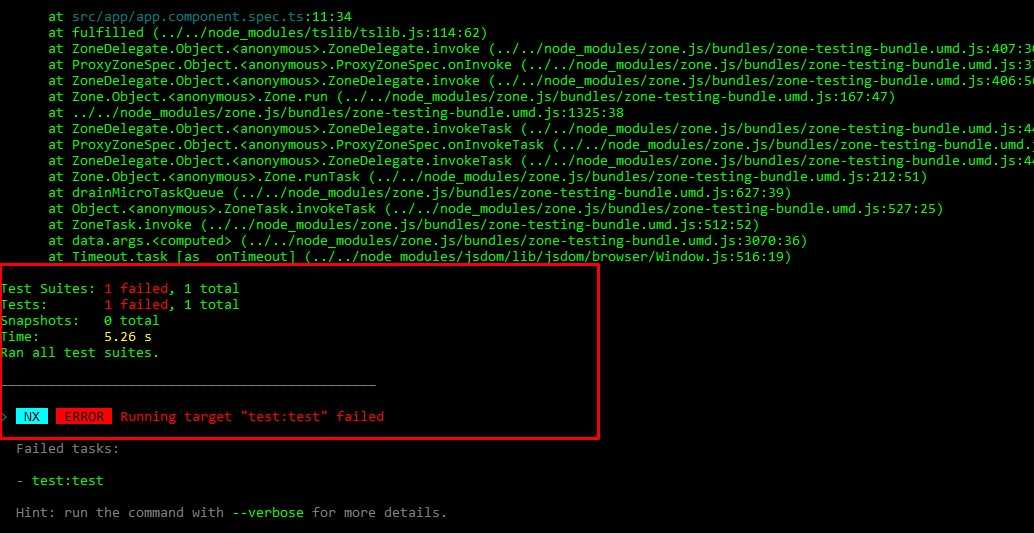 at src/app/app.component.spec.ts:11:34
at fulfilled (../../node_modules/tslib/tslib.js:114:62)
at ZoneDelegate.Object.<anonymous>.ZoneDelegate.invoke (../../node_modules/zone.js/bundles/zone-testing-bundle.umd.js:407:3
at ProxyZoneSpec.Object.<anonymous>.ProxyZoneSpec.onInvoke (../../node_modules/zone.js/bundles/zone-testing-bundle.umd.js:3
at ZoneDelegate.Object.<anonymous>.ZoneDelegate.invoke (../../node_modules/zone.js/bundles/zone-testing-bundle.umd.js:406:5
at Zone.Object.<anonymous>.Zone.run (../../node_modules/zone.js/bundles/zone-testing-bundle.umd.js:167:47)
at ../../node_modules/zone.js/bundles/zone-testing-bundle.umd.js:1325:38
at ZoneDelegate.Object.<anonymous>.ZoneDelegate.invokeTask (../../node_modules/zone.js/bundles/zone-testing-bundle.umd.js:4
at ProxyZoneSpec.Object.<anonymous>.ProxyZoneSpec.onInvokeTask (../../node_modules/zone.js/bundles/zone-testing-bundle.umd.
at ZoneDelegate.Object.<anonymous>.ZoneDelegate.invokeTask (../../node_modules/zone.js/bundles/zone-testing-bundle.umd.js:4
at Zone.Object.<anonymous>.Zone.runTask (../../node_modules/zone.js/bundles/zone-testing-bundle.umd.js:212:51)
at drainMicroTaskQueue (../../node_modules/zone.js/bundles/zone-testing-bundle.umd.js:627:39)
at Object.<anonymous>.ZoneTask.invokeTask (../../node_modules/zone.js/bundles/zone-testing-bundle.umd.js:527:25)
at ZoneTask.invoke (../../node_modules/zone.js/bundles/zone-testing-bundle.umd.js:512:52)
at data.args.<computed> (../../node_modules/zone.js/bundles/zone-testing-bundle.umd.js:3070:36)
at Timeout.task [as _onTimeout] (../../node_modules/jsdom/lib/jsdom/browser/Window.js:516:19)
Test Suites: 1 failed, 1 total
Tests: 1 failed, 1 total
Snapshots: 0 total
Time: 5.26 s
Ran all test suites.
> NX ERROR Running target "test:test" failed
Failed tasks:
- test:test
Hint: run the command with --verbose for more details.